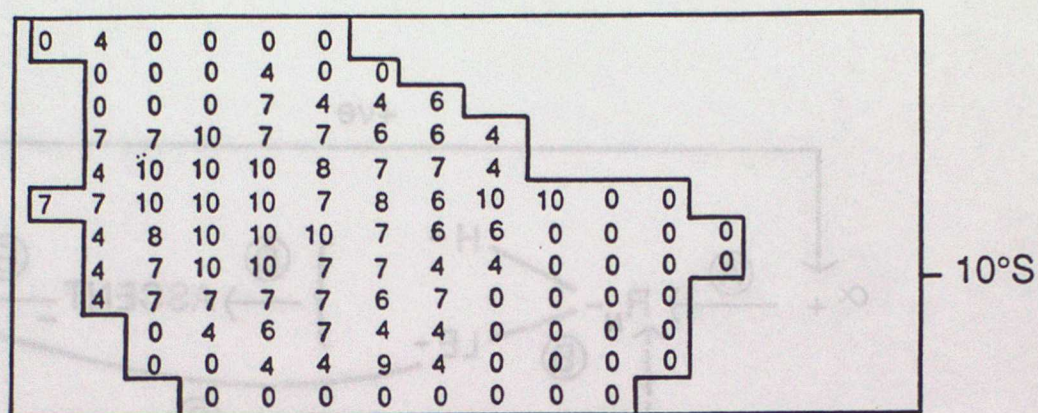 0 4 0 0 0 0
0 0 0 4 0 0
0 0 0 7 4 4 6
7 7 10 7 7 6 6 4
4 10 10 10 8 7 7 4
7 7 10 10 10 7 8 6 10 10 0 0
4 8 10 10 10 7 6 6 0 0 0 0
4 7 10 10 7 7 4 4 0 0 0 0
10°S
4 7 7 7 7 6 7 0 0 0 0
0 4 6 7 4 4 0 0 0 0
0 0 4 4 9 4 0 0 0 0
0 0 0 0 0 0 0 0
+ve
H
α
+
ASCENT
R
LE